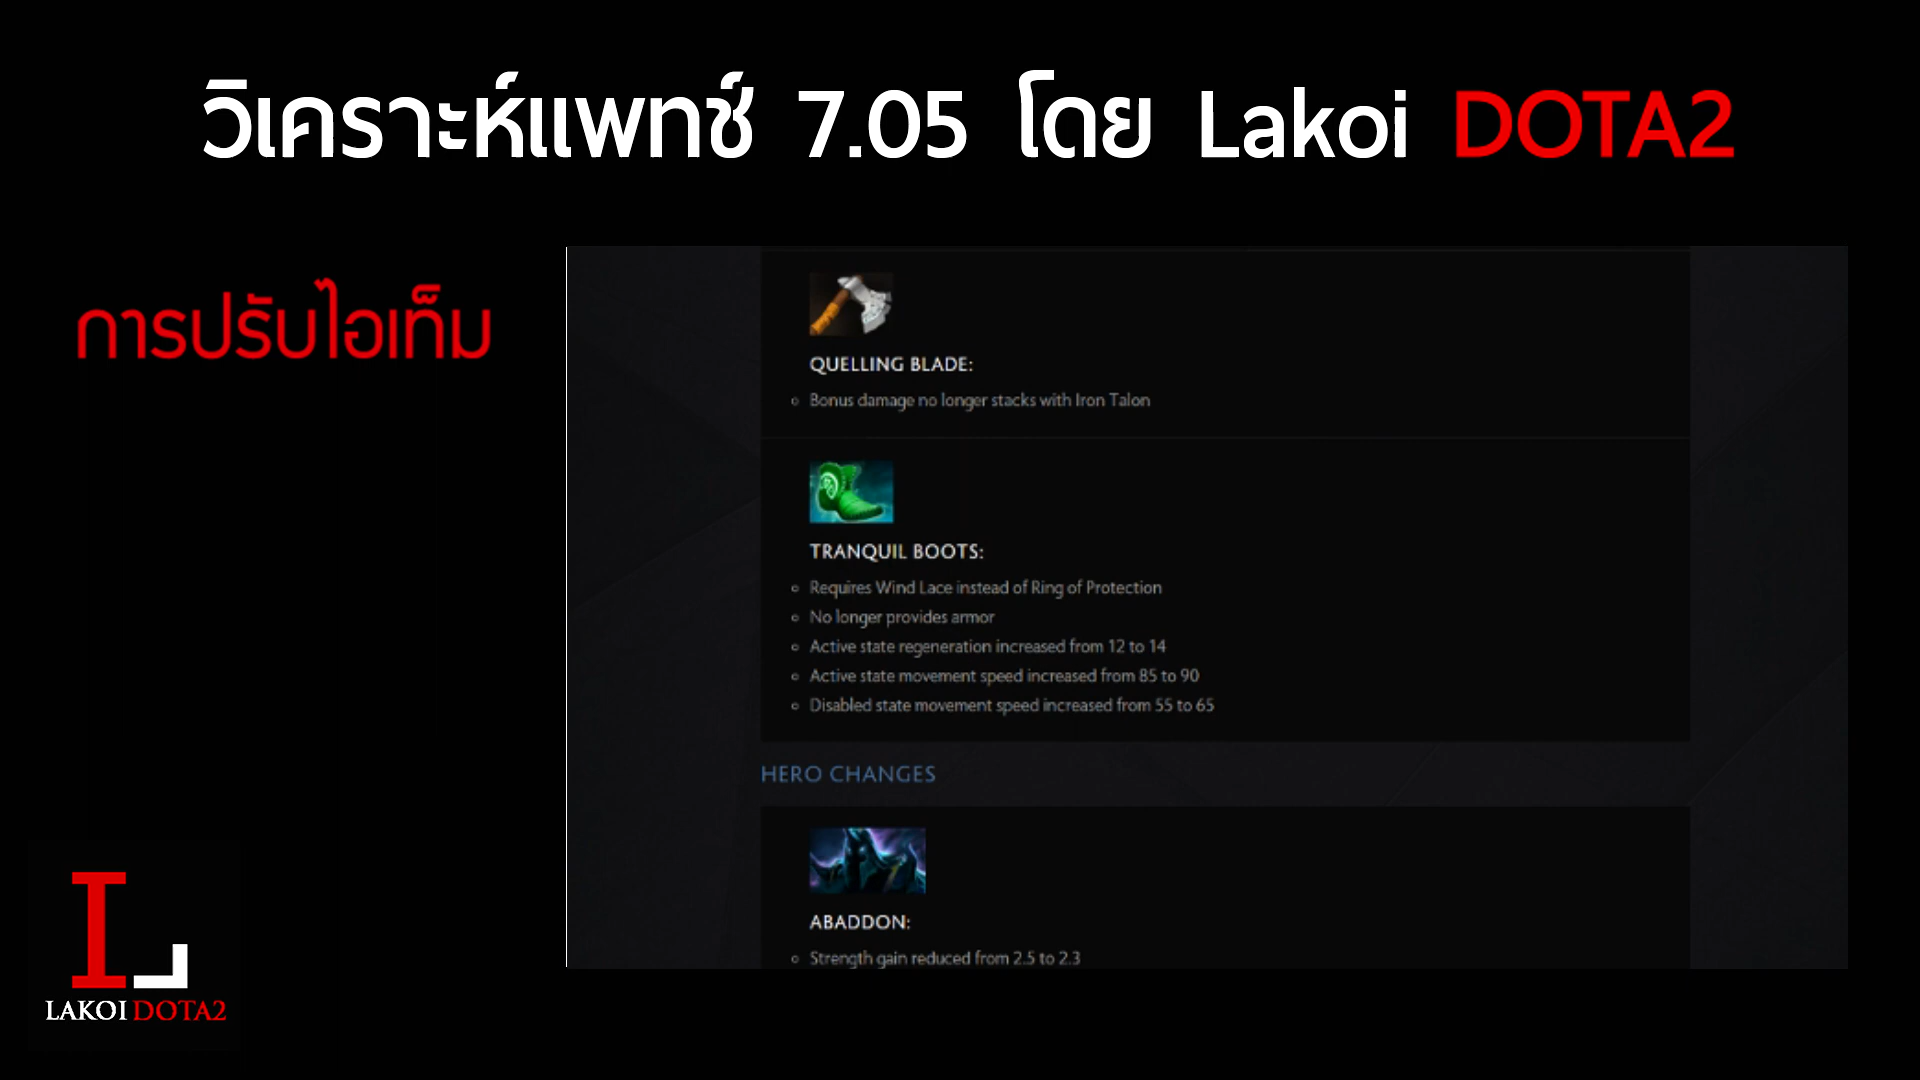 วิเคราะห์แพทช์ 7.05 โดย Lakoi DOTA2
การปรับไอเท็ม
QUELLING BLADE:
Bonus damage no longer stacks with Iron Talon
TRANQUIL BOOTS:
Requires Wind Lace instead of Ring of Protection
No longer provides armor
Active state regeneration increased from 12 to 14
Active state movement speed increased from 85 to 90
Disabled state movement speed increased from 55 to 65
HERO CHANGES
ABADDON:
Strength gain reduced from 2.5 to 2.3
L
LAKOI DOTA2